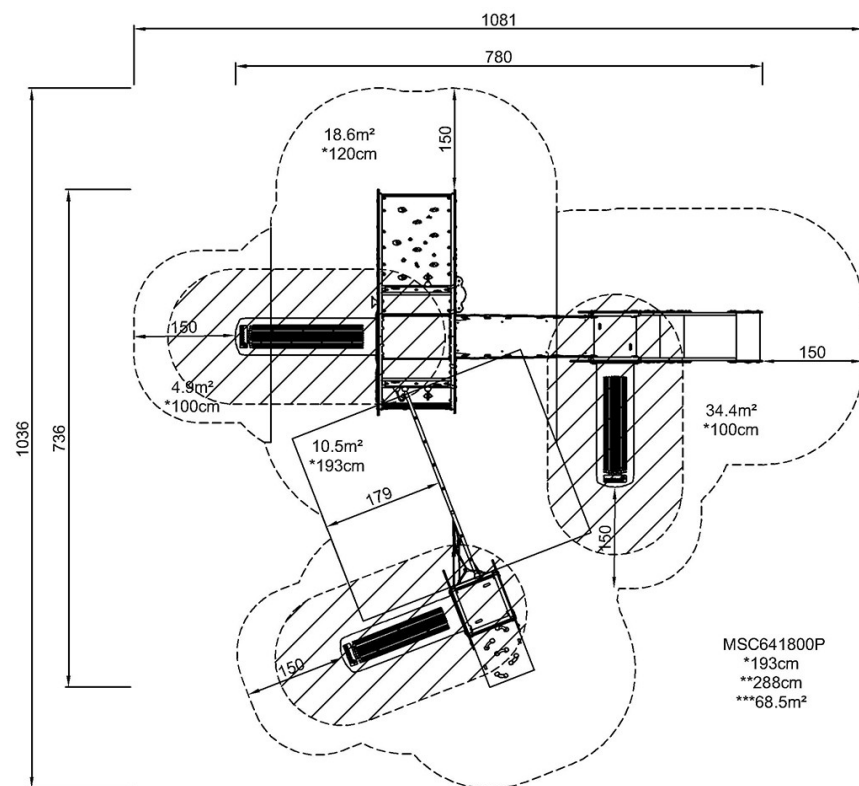 1081
780
18.6m²
*120cm
150
150
150
4.9m²
*100cm
34.4m²
*100cm
1036
736
10.5m²
*193cm
179
150
150
MSC641800P
*193cm
**288cm
***68.5m²